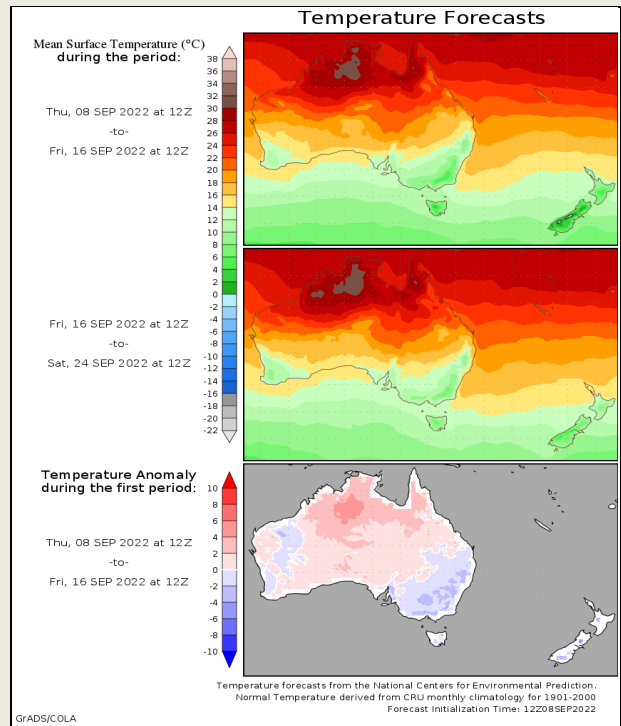 Temperature Forecasts
Mean Surface Temperature (°C)
during the period:
Thu, 08 SEP 2022 at 12Z
-to-
Fri, 16 SEP 2022 at 12Z
38
36
34
32
30
28
26
24
22
20
18
16
14
12
10
8
6
4
2
0
-2
-4
-6
-8
-10
-12
-14
-16
-18
-20
-22
Fri, 16 SEP 2022 at 12Z
-to-
Sat, 24 SEP 2022 at 12Z
Temperature Anomaly
during the first period:
Thu, 08 SEP 2022 at 12Z
-to-
Fri, 16 SEP 2022 at 12Z
10
8
6
4
2
0
-2
-4
-6
-8
-10
Temperature forecasts from the National Centers for Environmental Prediction.
Normal Temperature derived from CRU monthly climatology for 1901-2000
Forecast Initialization Time: 12Z08SEP2022
GrADS/COLA